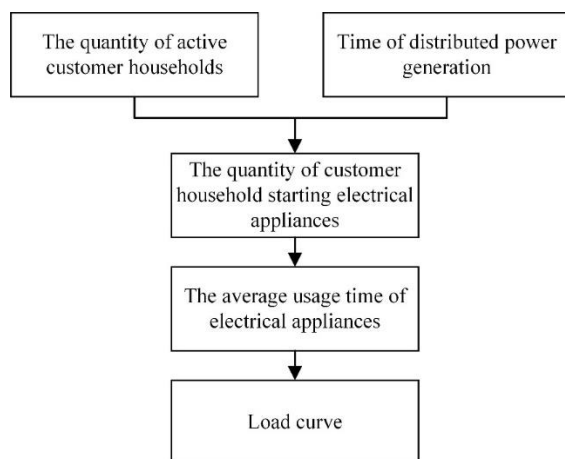 The quantity of active
customer households
Time of distributed power
generation
The quantity of customer
household starting electrical
appliances
The average usage time of
electrical appliances
Load curve